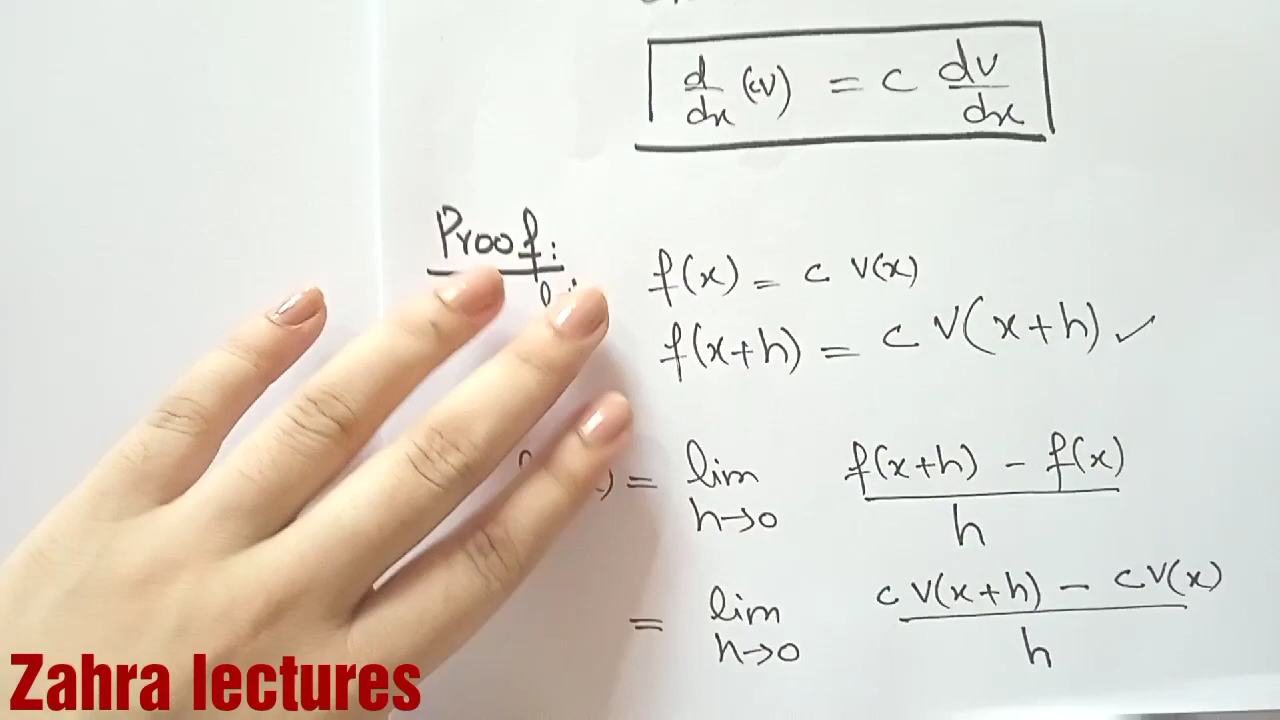 d/dx (cv) = c dv/dx
Proof:
f(x) = c v(x)
f(x+h) = c v(x+h) ✓
= lim h→0 f(x+h) - f(x) / h
= lim h→0 c v(x+h) - c v(x) / h
Zahra lectures